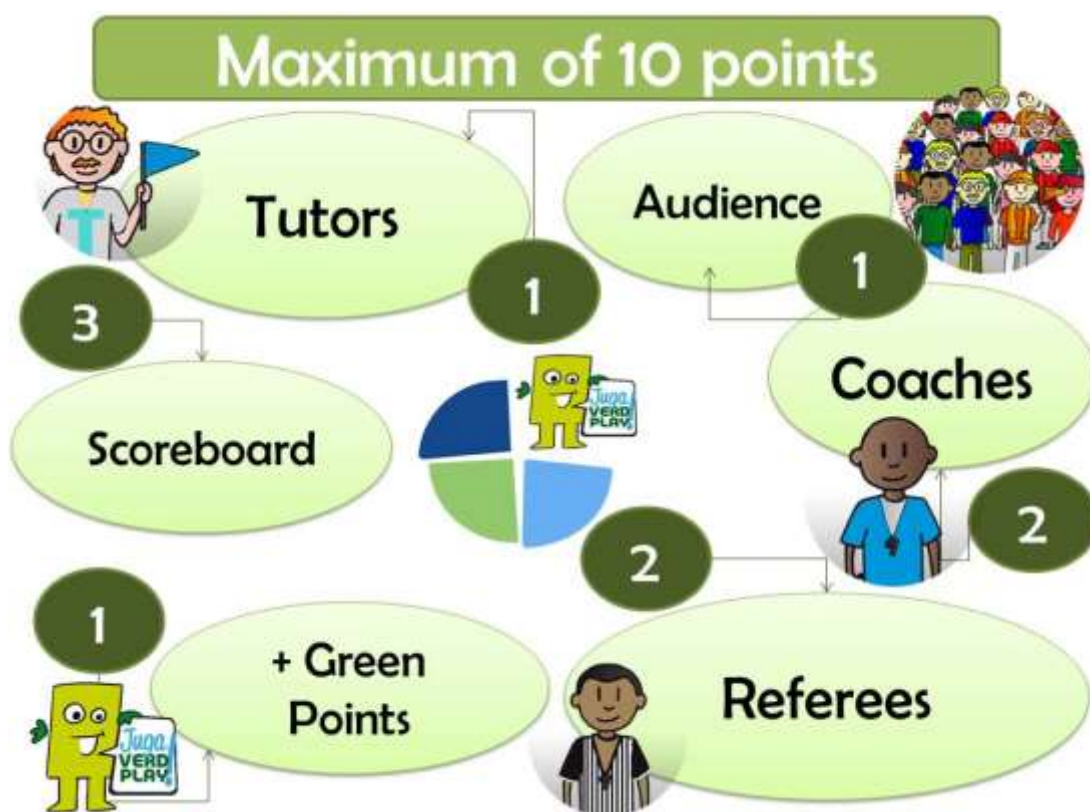 Maximum of 10 points
Tutors
1
Audience
1
3
Scoreboard
Juga
VERD
PLAY!
Coaches
2
2
1
+ Green
Points
Juga
VERD
PLAY!
Referees
T